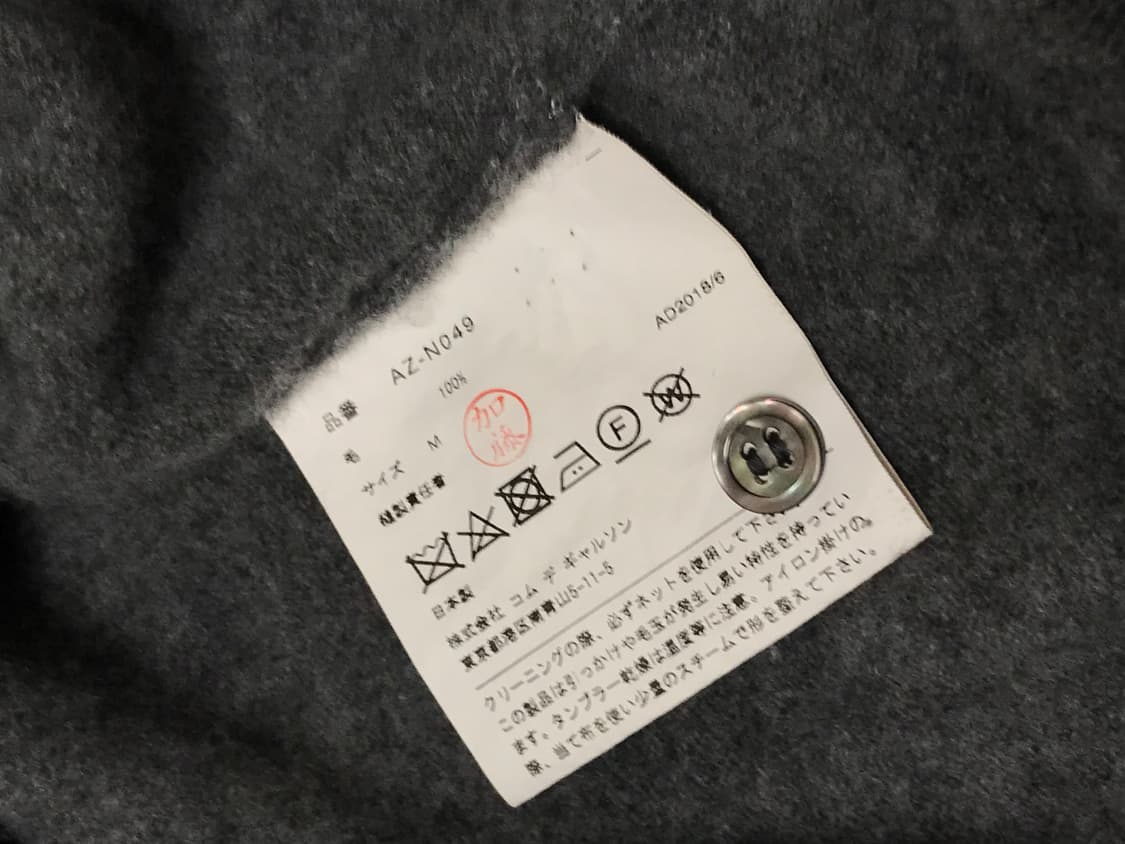 品番 AZ-N049
毛 100% AD2018/6
サイズ M
縫製責任者 加藤
F W
日本製
株式会社 コム デ ギャルソン
東京都港区南青山5-11-5
クリーニングの際、必ずネットを使用して下さ
この製品は引っかけや毛玉が発生し易い特性を待ってい
ます。タンブラー乾燥は温度等に注意。アイロン掛けの
際、当て布を使い少量のスチームで形を整えて下さい。